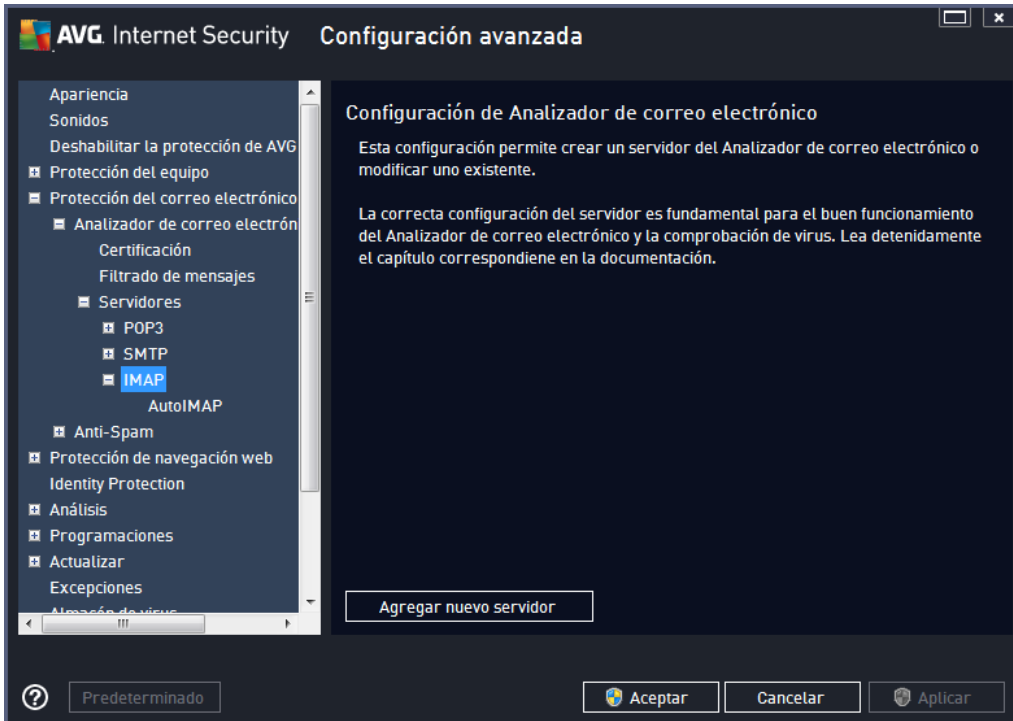 AVG. Internet Security
Configuración avanzada
Apariencia
Sonidos
Deshabilitar la protección de AVG
Protección del equipo
Protección del correo electrónico
Analizador de correo electrón
Certificación
Filtrado de mensajes
Servidores
POP3
SMTP
IMAP
AutoIMAP
Anti-Spam
Protección de navegación web
Identity Protection
Análisis
Programaciones
Actualizar
Excepciones
Almacén de virus
Configuración de Analizador de correo electrónico
Esta configuración permite crear un servidor del Analizador de correo electrónico o
modificar uno existente.
La correcta configuración del servidor es fundamental para el buen funcionamiento
del Analizador de correo electrónico y la comprobación de virus. Lea detenidamente
el capítulo correspondiene en la documentación.
Agregar nuevo servidor
Predeterminado
Aceptar
Cancelar
Aplicar